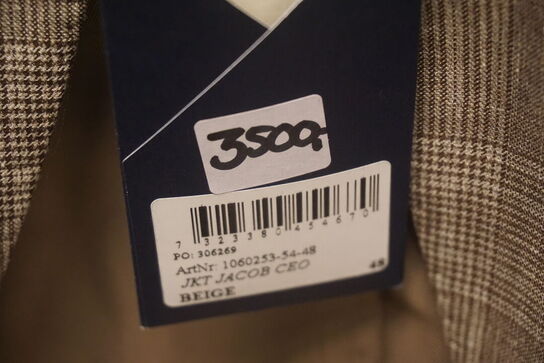 3500,-
7 323380 454670
PO: 306269
ArtNr: 1060253-54-48
JKT JACOB CEO
BEIGE
48